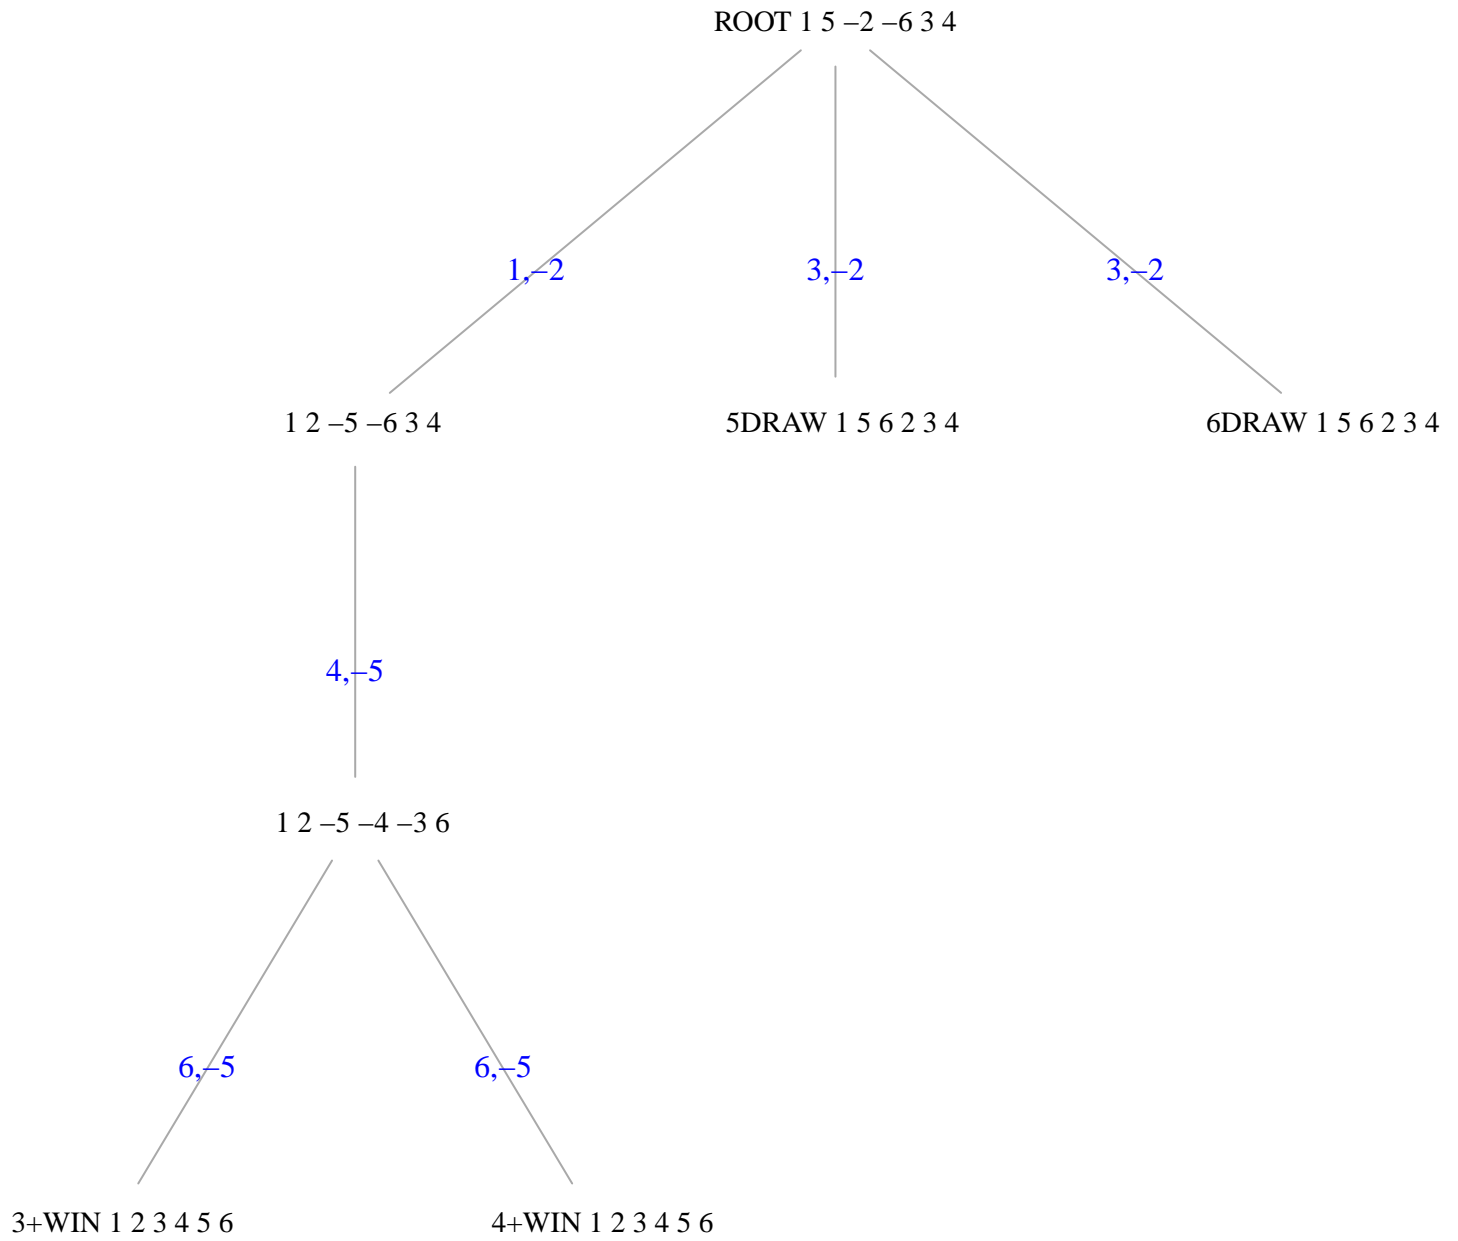 ROOT 1 5 –2 –6 3 4
1,–2
3,–2
3,–2
1 2 –5 –6 3 4
5DRAW 1 5 6 2 3 4
6DRAW 1 5 6 2 3 4
4,–5
1 2 –5 –4 –3 6
6,–5
6,–5
3+WIN 1 2 3 4 5 6
4+WIN 1 2 3 4 5 6